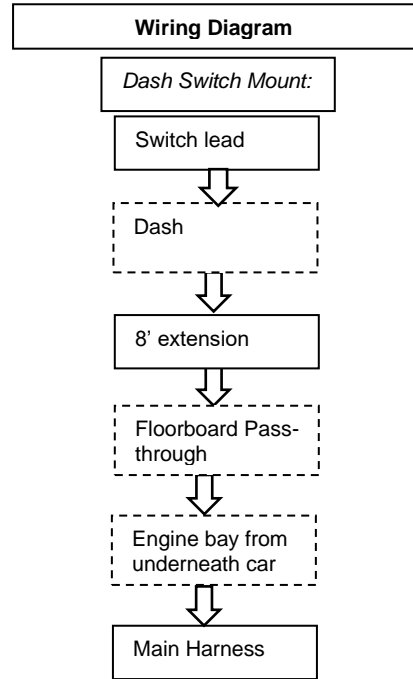 Wiring Diagram
Dash Switch Mount:
Switch lead
Dash
8’ extension
Floorboard Pass-
through
Engine bay from
underneath car
Main Harness